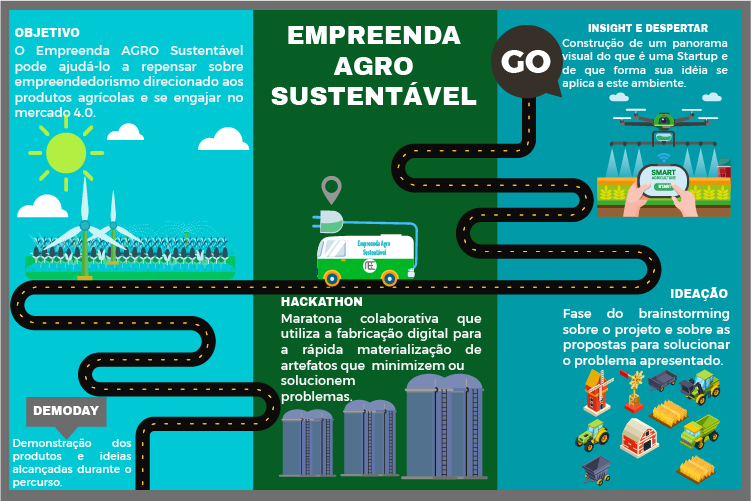 OBJETIVO
O Empreenda AGRO Sustentável
pode ajudá-lo a repensar sobre
empreendedorismo direcionado aos
produtos agrícolas e se engajar no
mercado 4.0.
EMPREENDA
AGRO
SUSTENTÁVEL
GO
INSIGHT E DESPERTAR
Construção de um panorama
visual do que é uma Startup e
de que forma sua idéia se
aplica a este ambiente.
SMART
AGRICULTURE
START
Empreenda Agro
Sustentável
HACKATHON
Maratona colaborativa que
utiliza a fabricação digital para
a rápida materialização de
artefatos que minimizem ou
solucionem
problemas.
IDEAÇÃO
Fase do brainstorming
sobre o projeto e sobre as
propostas para solucionar
o problema apresentado.
DEMODAY
Demonstração dos
produtos e ideias
alcançadas durante o
percurso.